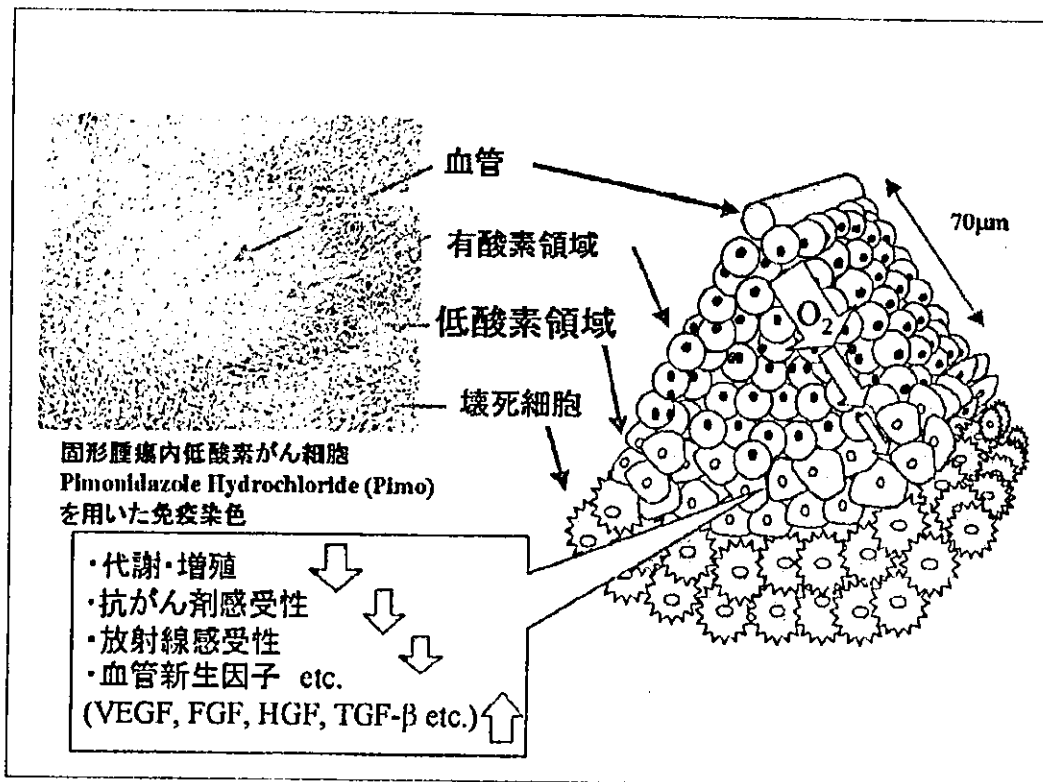 血管
有酸素領域
低酸素領域
壊死細胞
70μm
O₂
固形腫瘍内低酸素がん細胞
Pimonidazole Hydrochloride (Pimo)
を用いた免疫染色
・代謝・増殖
・抗がん剤感受性
・放射線感受性
・血管新生因子 etc.
(VEGF, FGF, HGF, TGF-β etc.)